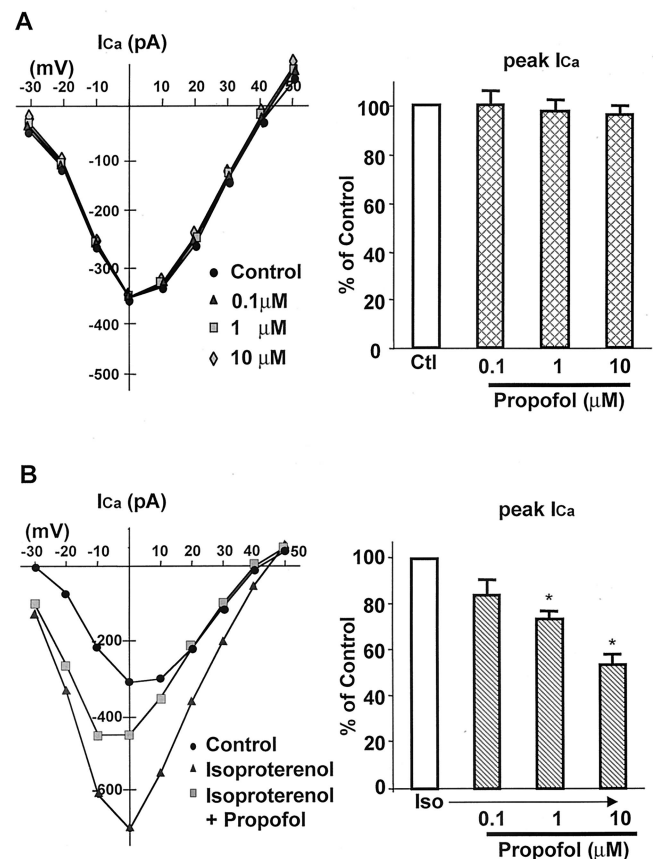 A
ICa (pA)
(mV)
-30 -20 -10 0 10 20 30 40 50
-100
-200
-300
-400
-500
Control
0.1μM
1 μM
10 μM
peak ICa
% of Control
100
80
60
40
20
0
Ctl 0.1 1 10
Propofol (μM)
B
ICa (pA)
(mV)
-30 -20 -10 0 10 20 30 40 50
-200
-400
-600
Control
Isoproterenol
Isoproterenol
+ Propofol
peak ICa
% of Control
100
80
60
40
20
0
* *
Iso
0.1 1 10
Propofol (μM)